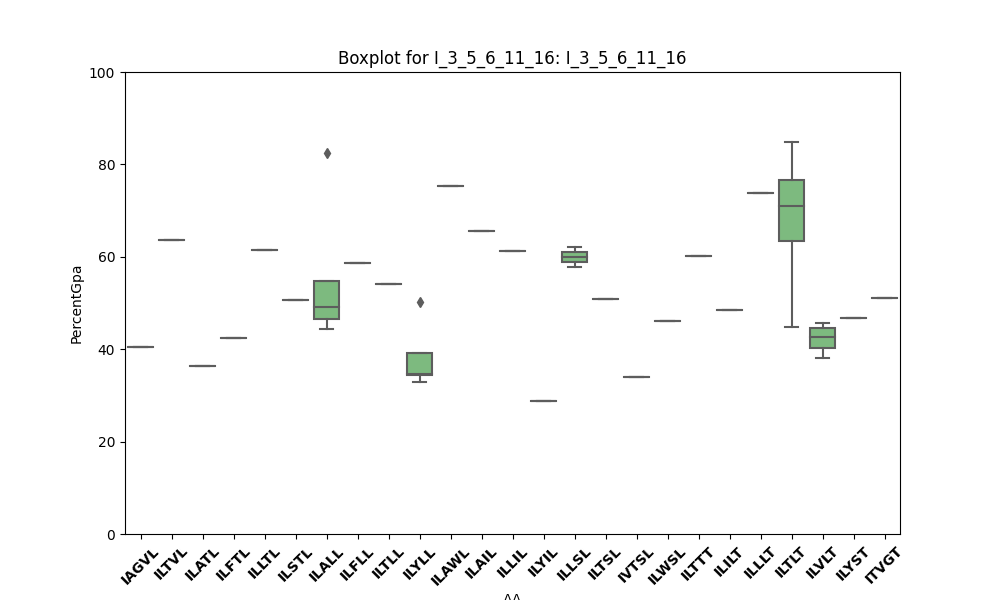 Boxplot for I_3_5_6_11_16: I_3_5_6_11_16
PercentGpa
100
80
60
40
20
0
IAGVL ILTVL ILATL ILFTL ILLTL ILSTL ILALL ILFLL ILTLL ILYLL ILAWL ILAIL ILLIL ILYIL ILLSL ILTSL IVTSL ILWSL ILTTT ILILT ILLLT ILTLT ILVLT ILYST ITVGT
AA